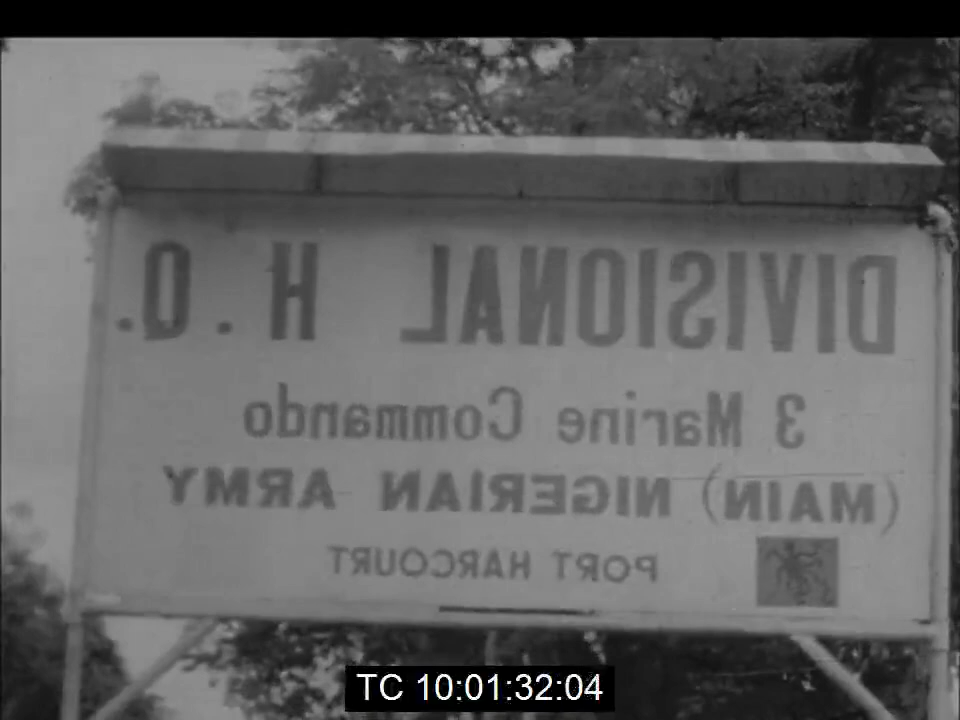 DIVISIONAL H.Q.
3 Marine Commando
(MAIN) NIGERIAN ARMY
PORT HARCOURT
TC 10:01:32:04